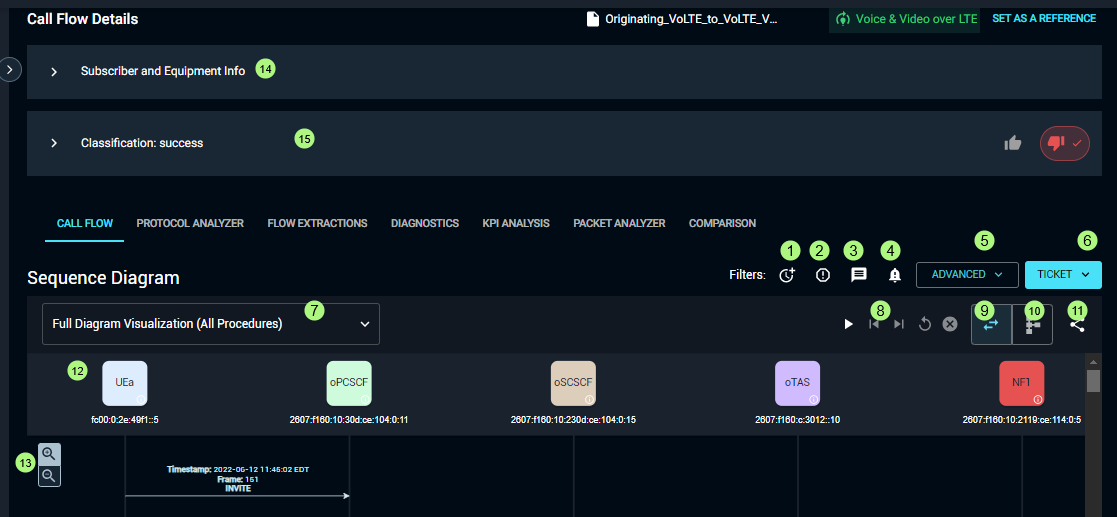 Call Flow Details
Originating_VoLTE_to_VoLTE_V...
Voice & Video over LTE
SET AS A REFERENCE
Subscriber and Equipment Info
14
Classification: success
15
CALL FLOW
PROTOCOL ANALYZER
FLOW EXTRACTIONS
DIAGNOSTICS
KPI ANALYSIS
PACKET ANALYZER
COMPARISON
1
2
3
4
5
6
Sequence Diagram
Filters:
ADVANCED
TICKET
7
8
9
10
11
Full Diagram Visualization (All Procedures)
12
UEa
oPCSCF
oSCSCF
oTAS
NF1
fc00:0:2e:49f1::5
2607:f160:10:30d:ce:104:0:11
2607:f160:10:230d:ce:104:0:15
2607:f160:c:3012::10
2607:f160:10:2119:ce:114:0:5
13
Timestamp: 2022-06-12 11:46:02 EDT
Frame: 151
INVITE